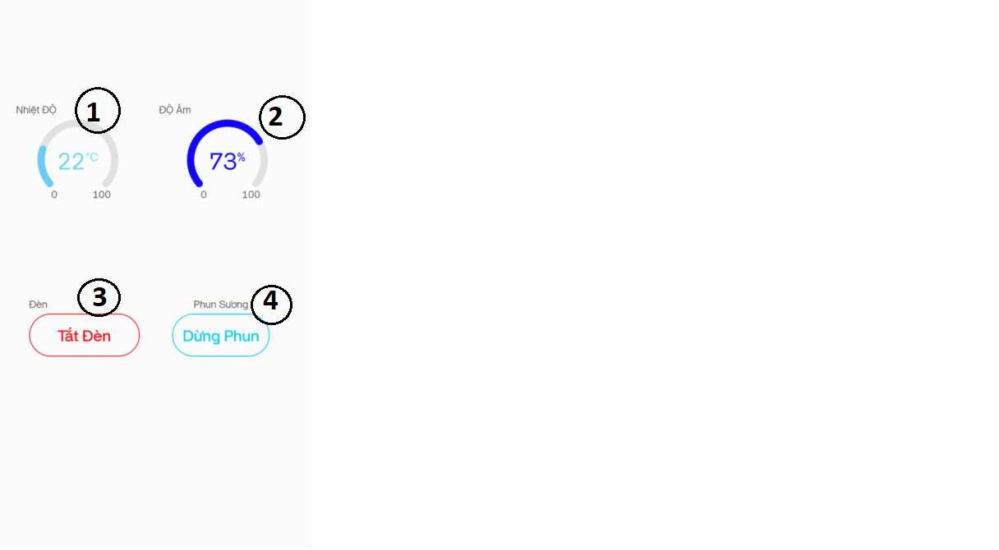 Nhiệt ĐỘ
1
ĐỘ Âm
2
22°C
73%
0 100
0 100
Đèn
3
Phun Sương
4
Tắt Đèn
Dừng Phun